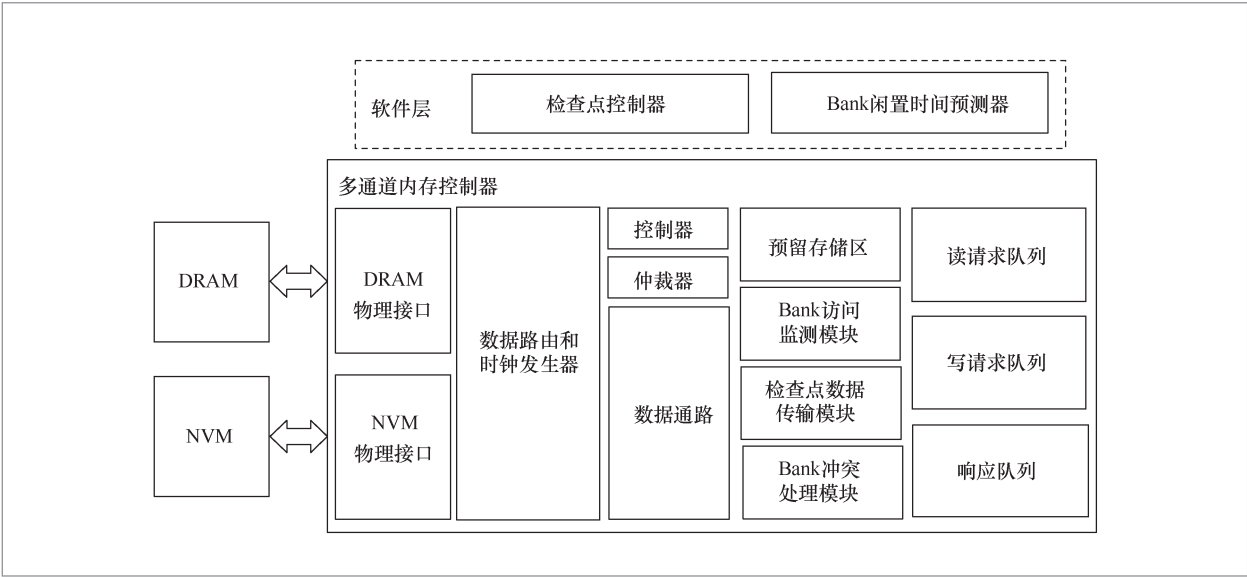 软件层
检查点控制器
Bank闲置时间预测器
多通道内存控制器
DRAM
DRAM
物理接口
NVM
NVM
物理接口
数据路由和
时钟发生器
控制器
仲裁器
数据通路
预留存储区
Bank访问
监测模块
检查点数据
传输模块
Bank冲突
处理模块
读请求队列
写请求队列
响应队列